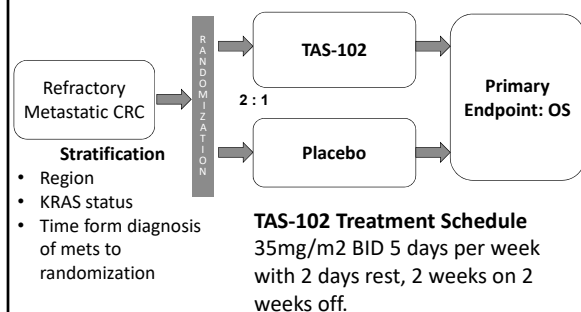 Refractory
Metastatic CRC
RANDOMIZATION
2 : 1
TAS-102
Placebo
Primary
Endpoint: OS
Stratification
• Region
• KRAS status
• Time form diagnosis
of mets to
randomization
TAS-102 Treatment Schedule
35mg/m2 BID 5 days per week
with 2 days rest, 2 weeks on 2
weeks off.